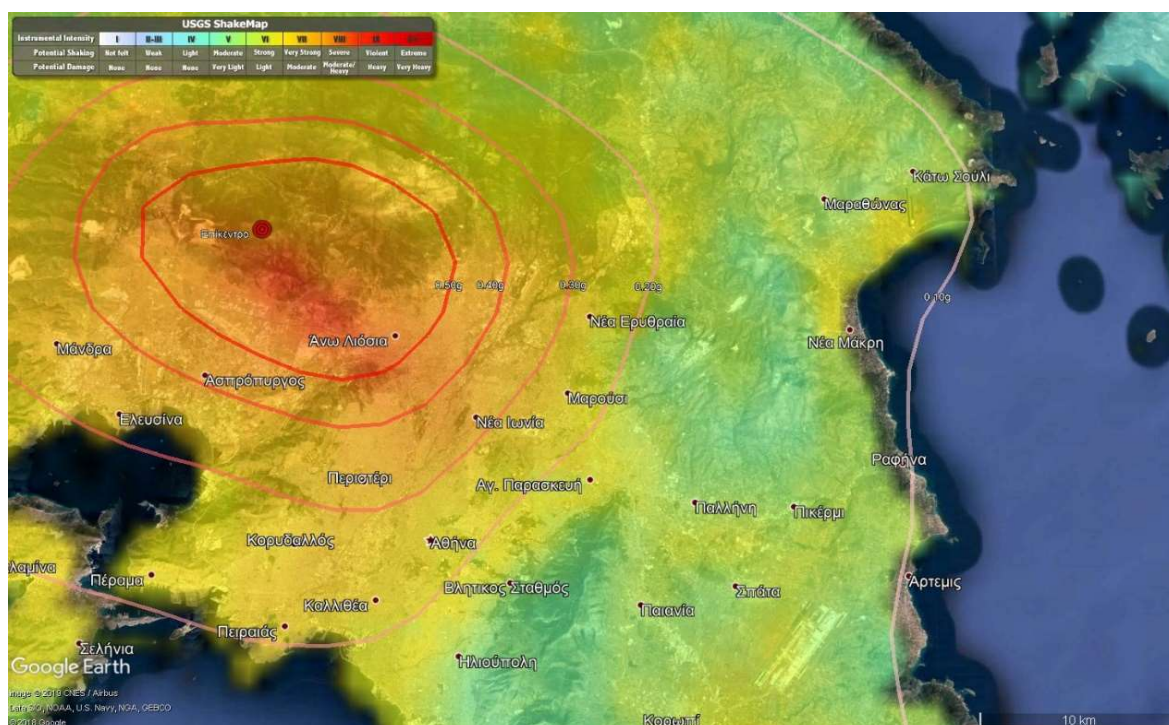 USGS ShakeMap
Instrumental Intensity I II-III IV V VI VII VIII IX
Potential Shaking Not felt Weak Light Moderate Strong Very Strong Severe Violent Extreme
Potential Damage None None None Very Light Light Moderate Moderate/Heavy Heavy Very Heavy
Κάτω Σούλι
Μαραθώνας
Επίκεντρο
0.50g 0.40g 0.30g 0.20g
0.10g
Νέα Ερυθραία
Άνω Λιόσια
Νέα Μάκρη
Μάνδρα
Ασπρόπυργος
Μαρούσι
Ελευσίνα
Νέα Ιωνία
Ραφήνα
Περιστέρι
Αγ. Παρασκευή
Παλλήνη
Πικέρμι
Κορυδαλλός
Αθήνα
λαμίνα
Πέραμα
Βλητικος Σταθμός
Σπάτα
Άρτεμις
Καλλιθέα
Παιανία
Πειραιάς
Σελήνια
Ηλιούπολη
Google Earth
Image © 2018 CNES / Airbus
Data SIO, NOAA, U.S. Navy, NGA, GEBCO
© 2018 Google
Κορωπί
10 km